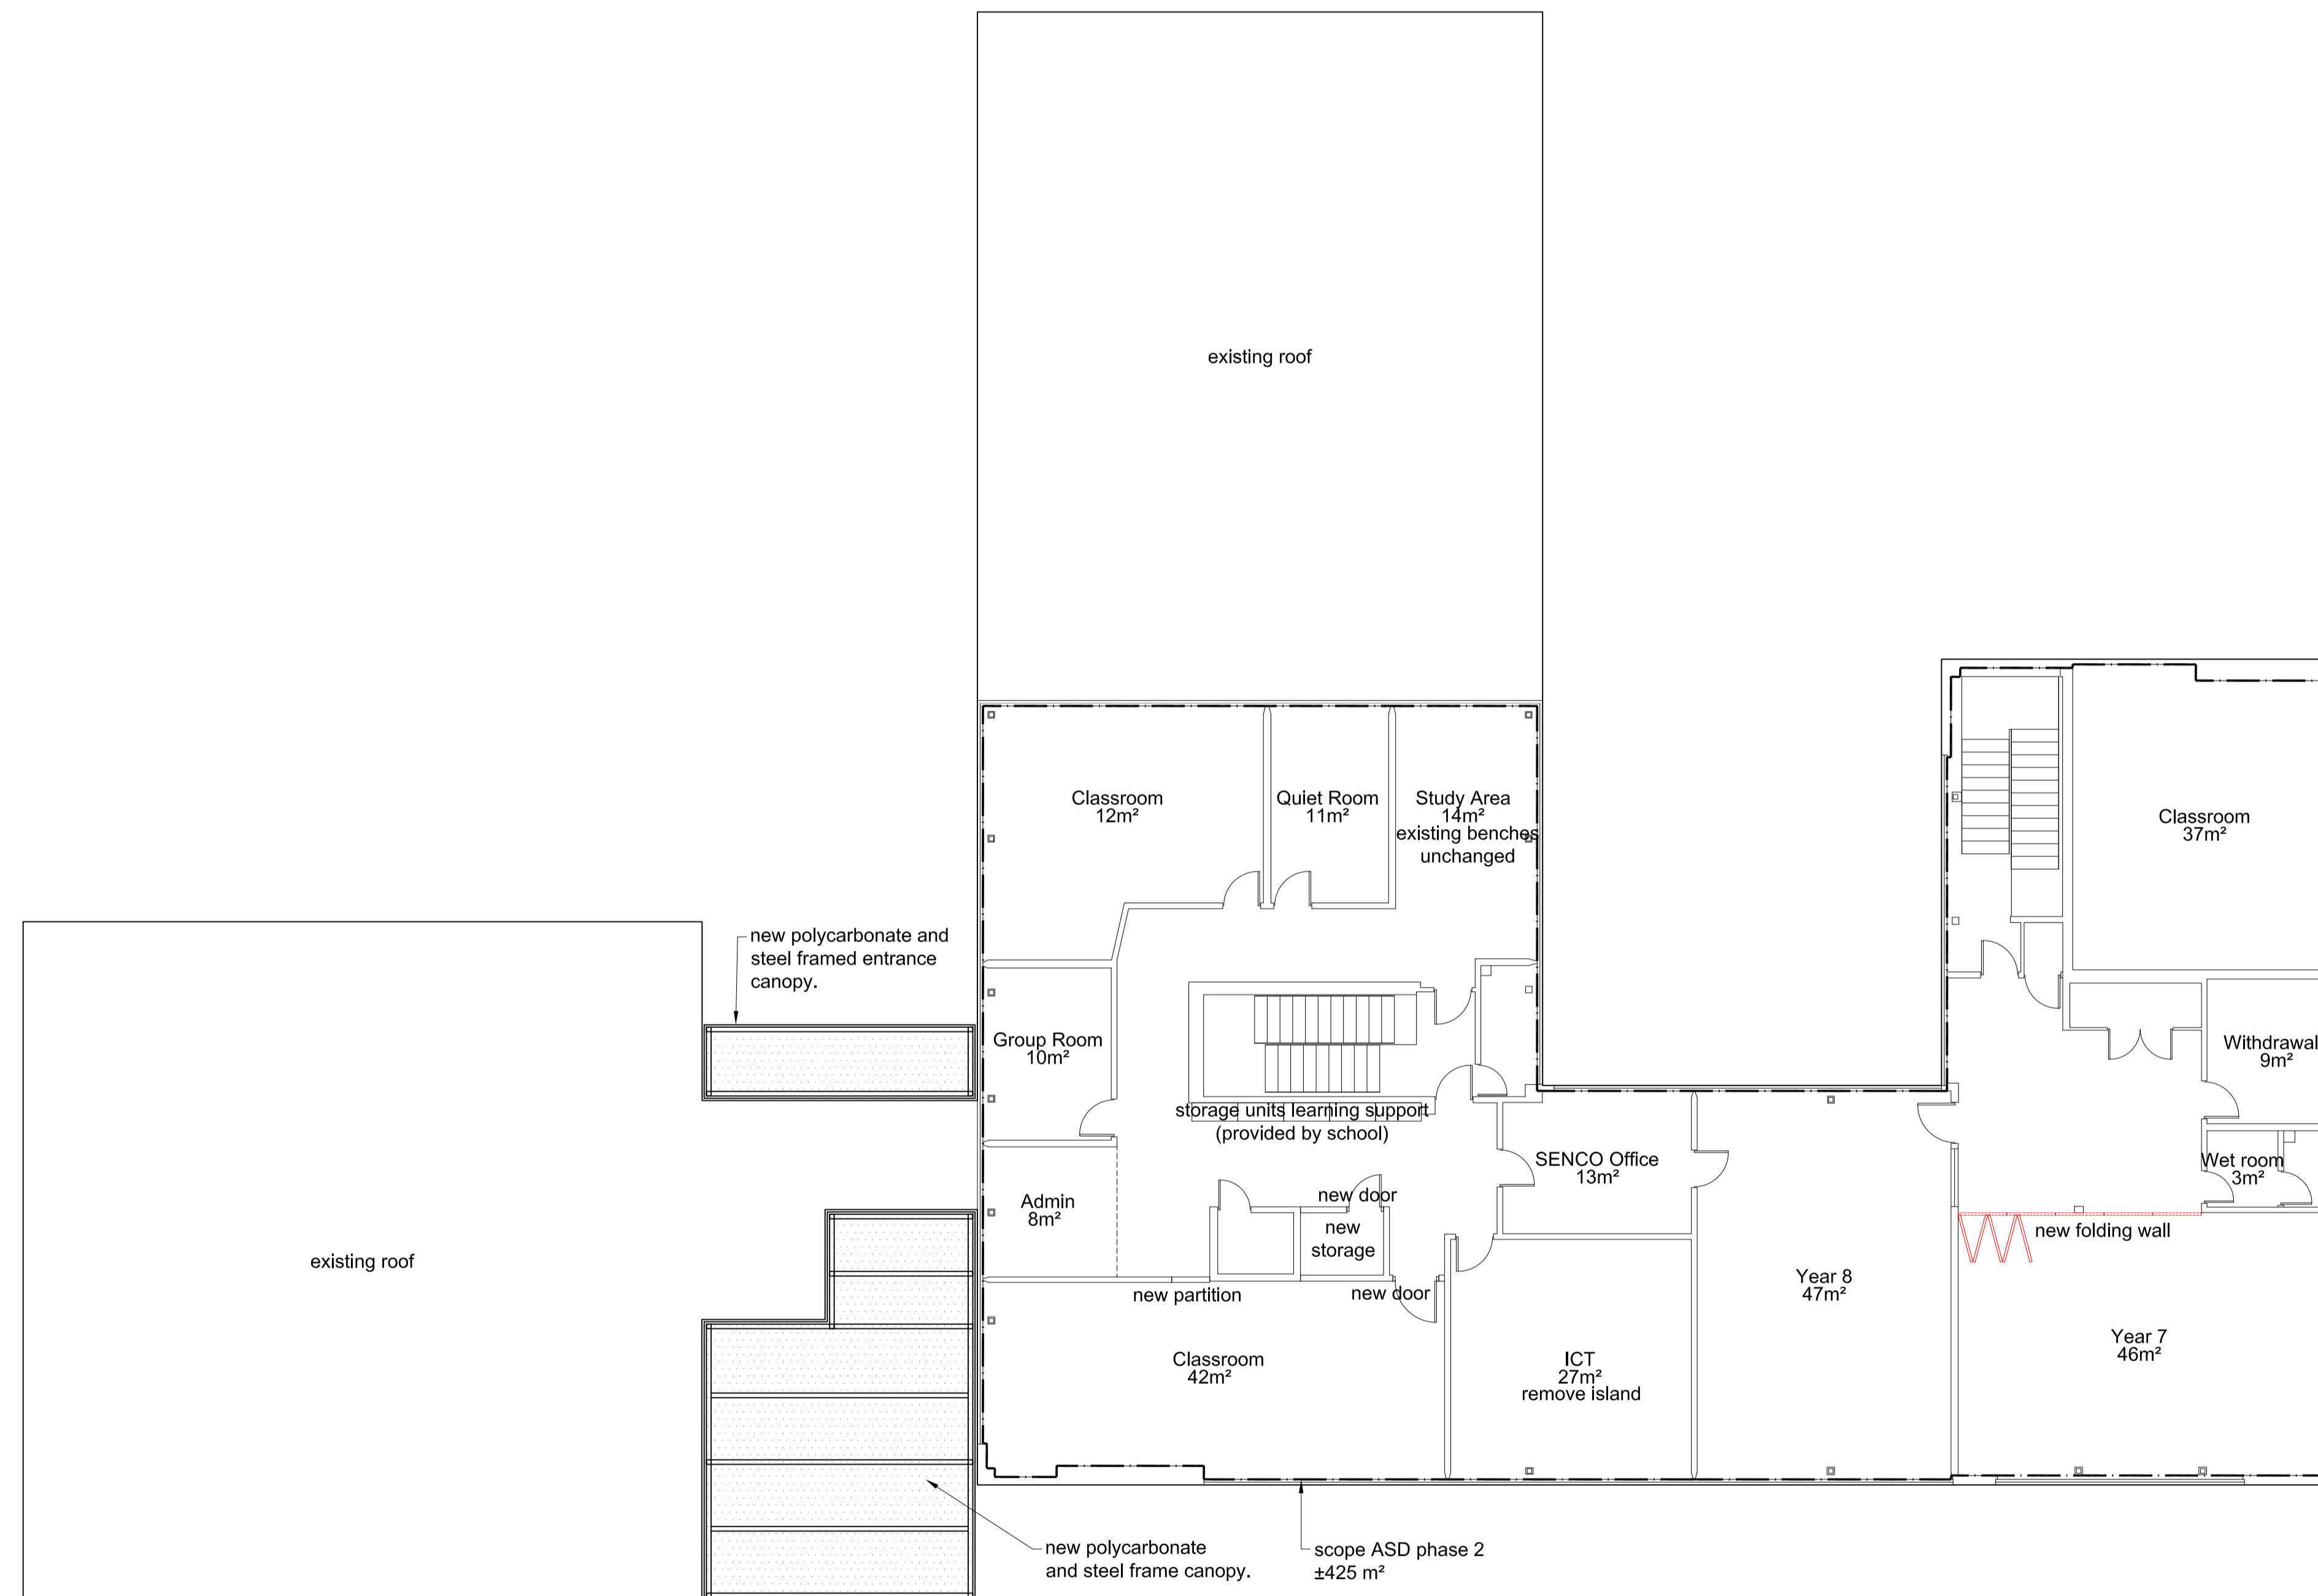 existing roof
Classroom
12m²
Quiet Room
11m²
Study Area
14m²
existing benches
unchanged
Classroom
37m²
new polycarbonate and
steel framed entrance
canopy.
Group Room
10m²
Withdrawal
9m²
storage units learning support
(provided by school)
SENCO Office
13m²
Wet room
3m²
Admin
8m²
new door
new
storage
new folding wall
existing roof
new partition
new door
Year 8
47m²
Year 7
46m²
Classroom
42m²
ICT
27m²
remove island
new polycarbonate
and steel frame canopy.
scope ASD phase 2
±425 m²